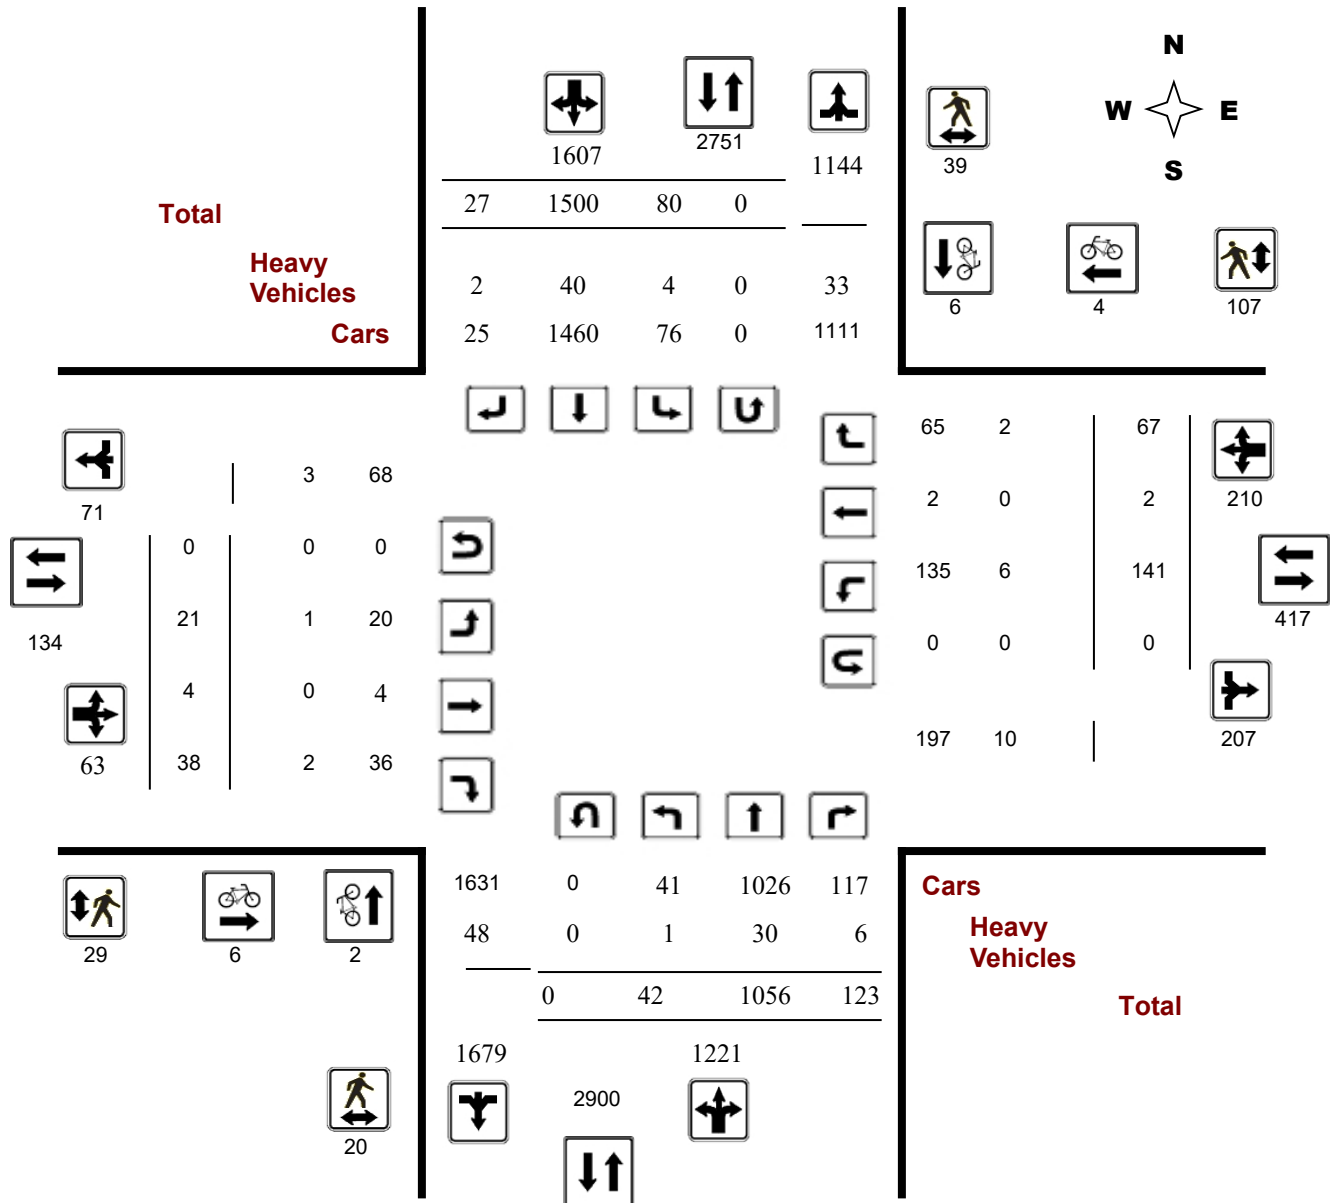 N
W E
S
1607 2751 1144 39
Total 27 1500 80 0
Heavy
Vehicles 2 40 4 0 33
6 4 107
Cars 25 1460 76 0 1111
65 2 67
3 68
71
2 0 2 210
0 0 0
135 6 141
21 1 20
134
417
0 0 0
4 0 4
197 10 207
63 38 2 36
1631 0 41 1026 117 Cars
48 0 1 30 6 Heavy
Vehicles
29 6 2
0 42 1056 123 Total
1679 1221
2900
20